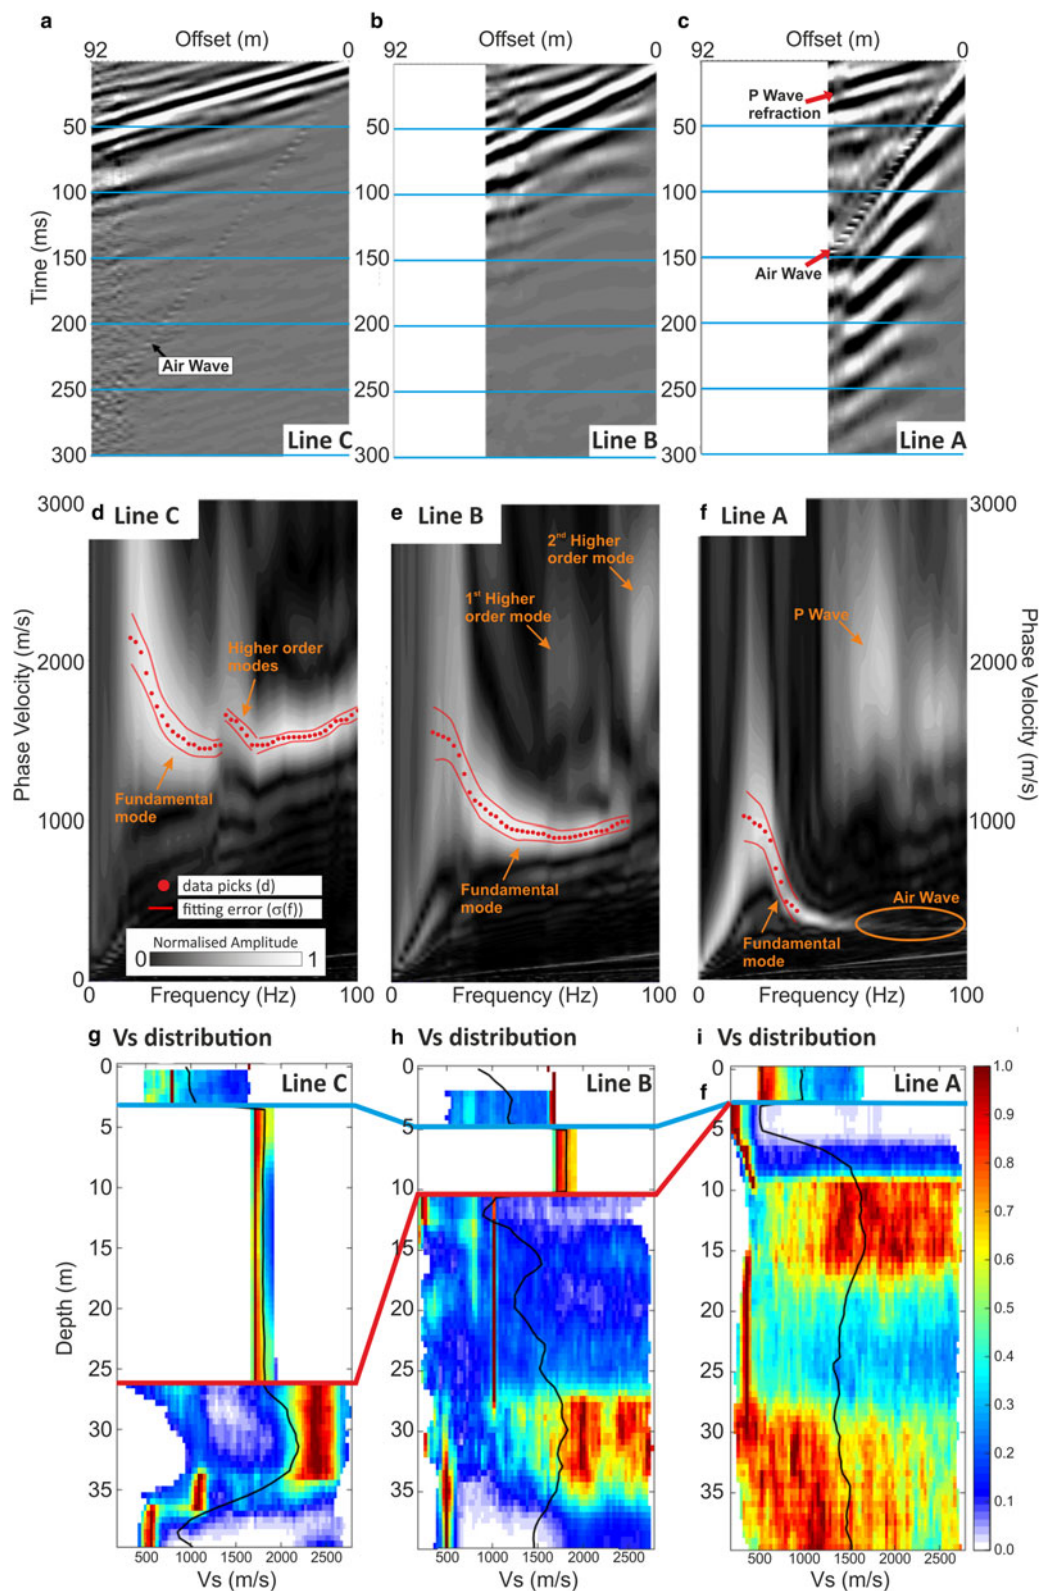 a
b
c
Offset (m)
92
0
Offset (m)
92
0
Offset (m)
92
0
Time (ms)
50
100
150
200
250
300
Air Wave
Line C
50
100
150
200
250
300
Line B
50
100
150
200
250
300
P Wave
refraction
Air Wave
Line A
3000
2000
1000
0
Phase Velocity (m/s)
d Line C
Higher order
modes
Fundamental
mode
data picks (d)
fitting error (σ(f))
Normalised Amplitude
0
1
0
Frequency (Hz)
100
e Line B
2nd Higher
order mode
1st Higher
order mode
Fundamental
mode
0
Frequency (Hz)
100
f Line A
P Wave
Air Wave
Fundamental
mode
0
Frequency (Hz)
100
3000
2000
1000
Phase Velocity (m/s)
Vs distribution
g
Line C
0
5
10
15
20
25
30
35
Depth (m)
500
1000
1500
2000
2500
Vs (m/s)
Vs distribution
h
Line B
0
5
10
15
20
25
30
35
500
1000
1500
2000
2500
Vs (m/s)
i Vs distribution
f
Line A
0
5
10
15
20
25
30
35
500
1000
1500
2000
2500
Vs (m/s)
1.0
0.9
0.8
0.7
0.6
0.5
0.4
0.3
0.2
0.1
0.0